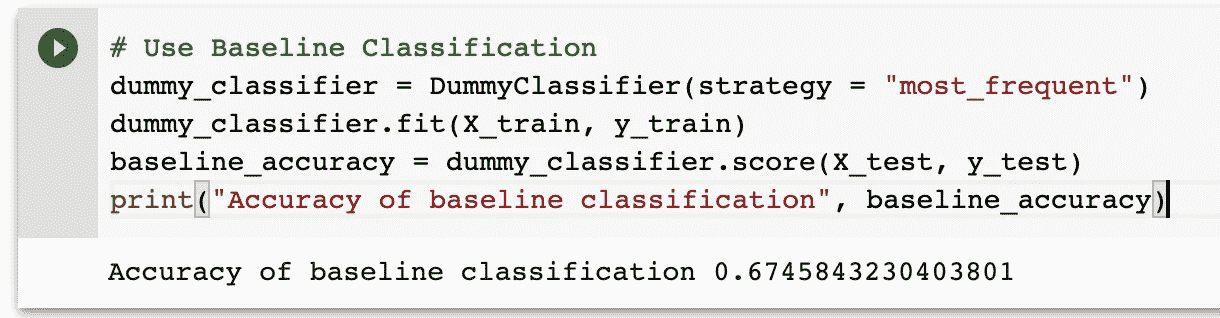 # Use Baseline Classification
dummy_classifier = DummyClassifier(strategy = "most_frequent")
dummy_classifier.fit(X_train, y_train)
baseline_accuracy = dummy_classifier.score(X_test, y_test)
print("Accuracy of baseline classification", baseline_accuracy)
Accuracy of baseline classification 0.6745843230403801